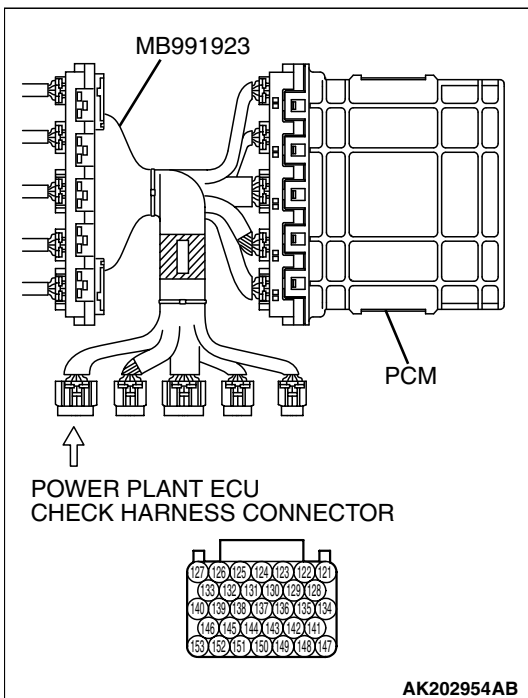 MB991923
PCM
POWER PLANT ECU
CHECK HARNESS CONNECTOR
127 126 125 124 123 122 121
133 132 131 130 129 128
140 139 138 137 136 135 134
146 145 144 143 142 141
153 152 151 150 149 148 147
AK202954AB